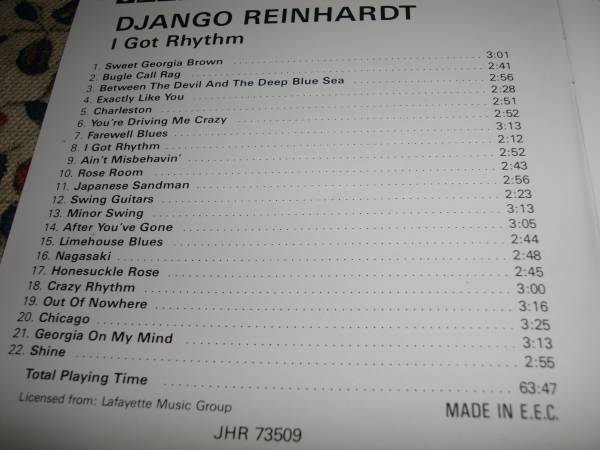 DJANGO REINHARDT
I Got Rhythm
1. Sweet Georgia Brown 3:01
2. Bugle Call Rag 2:41
3. Between The Devil And The Deep Blue Sea 2:56
4. Exactly Like You 2:28
5. Charleston 2:51
6. You're Driving Me Crazy 2:52
7. Farewell Blues 3:13
8. I Got Rhythm 2:12
9. Ain't Misbehavin' 2:52
10. Rose Room 2:43
11. Japanese Sandman 2:56
12. Swing Guitars 2:23
13. Minor Swing 3:13
14. After You've Gone 3:05
15. Limehouse Blues 2:44
16. Nagasaki 2:48
17. Honesuckle Rose 2:45
18. Crazy Rhythm 3:00
19. Out Of Nowhere 3:16
20. Chicago 3:25
21. Georgia On My Mind 3:13
22. Shine 2:55
Total Playing Time 63:47
Licensed from: Lafayette Music Group
MADE IN E.E.C.
JHR 73509